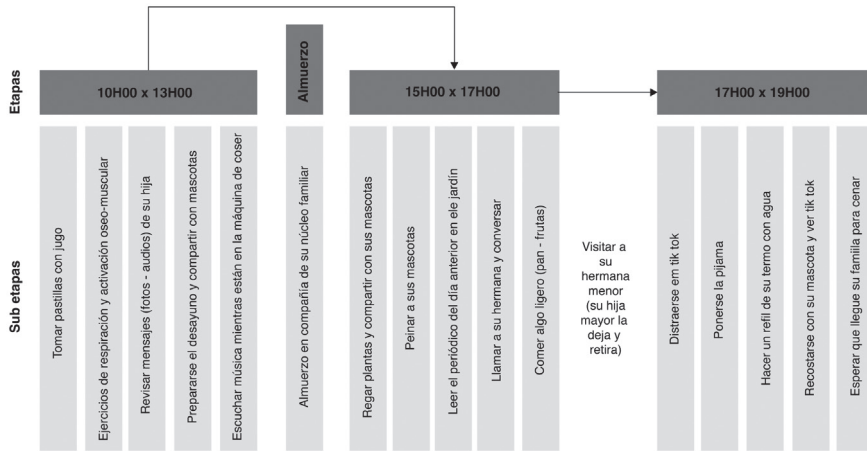 Etapas
10H00 x 13H00
Almuerzo
15H00 x 17H00
17H00 x 19H00
Sub etapas
Tomar pastillas con jugo
Ejercicios de respiración y activación oseo-muscular
Revisar mensajes (fotos - audios) de su hija
Prepararse el desayuno y compartir con mascotas
Escuchar música mientras están en la máquina de coser
Almuerzo en compañía de su núcleo familiar
Regar plantas y compartir con sus mascotas
Peinar a sus mascotas
Leer el periódico del día anterior en ele jardín
Llamar a su hermana y conversar
Comer algo ligero (pan - frutas)
Visitar a
su
hermana
menor
(su hija
mayor la
deja y
retira)
Distraerse em tik tok
Ponerse la pijama
Hacer un refil de su termo con agua
Recostarse con su mascota y ver tik tok
Esperar que llegue su famiila para cenar